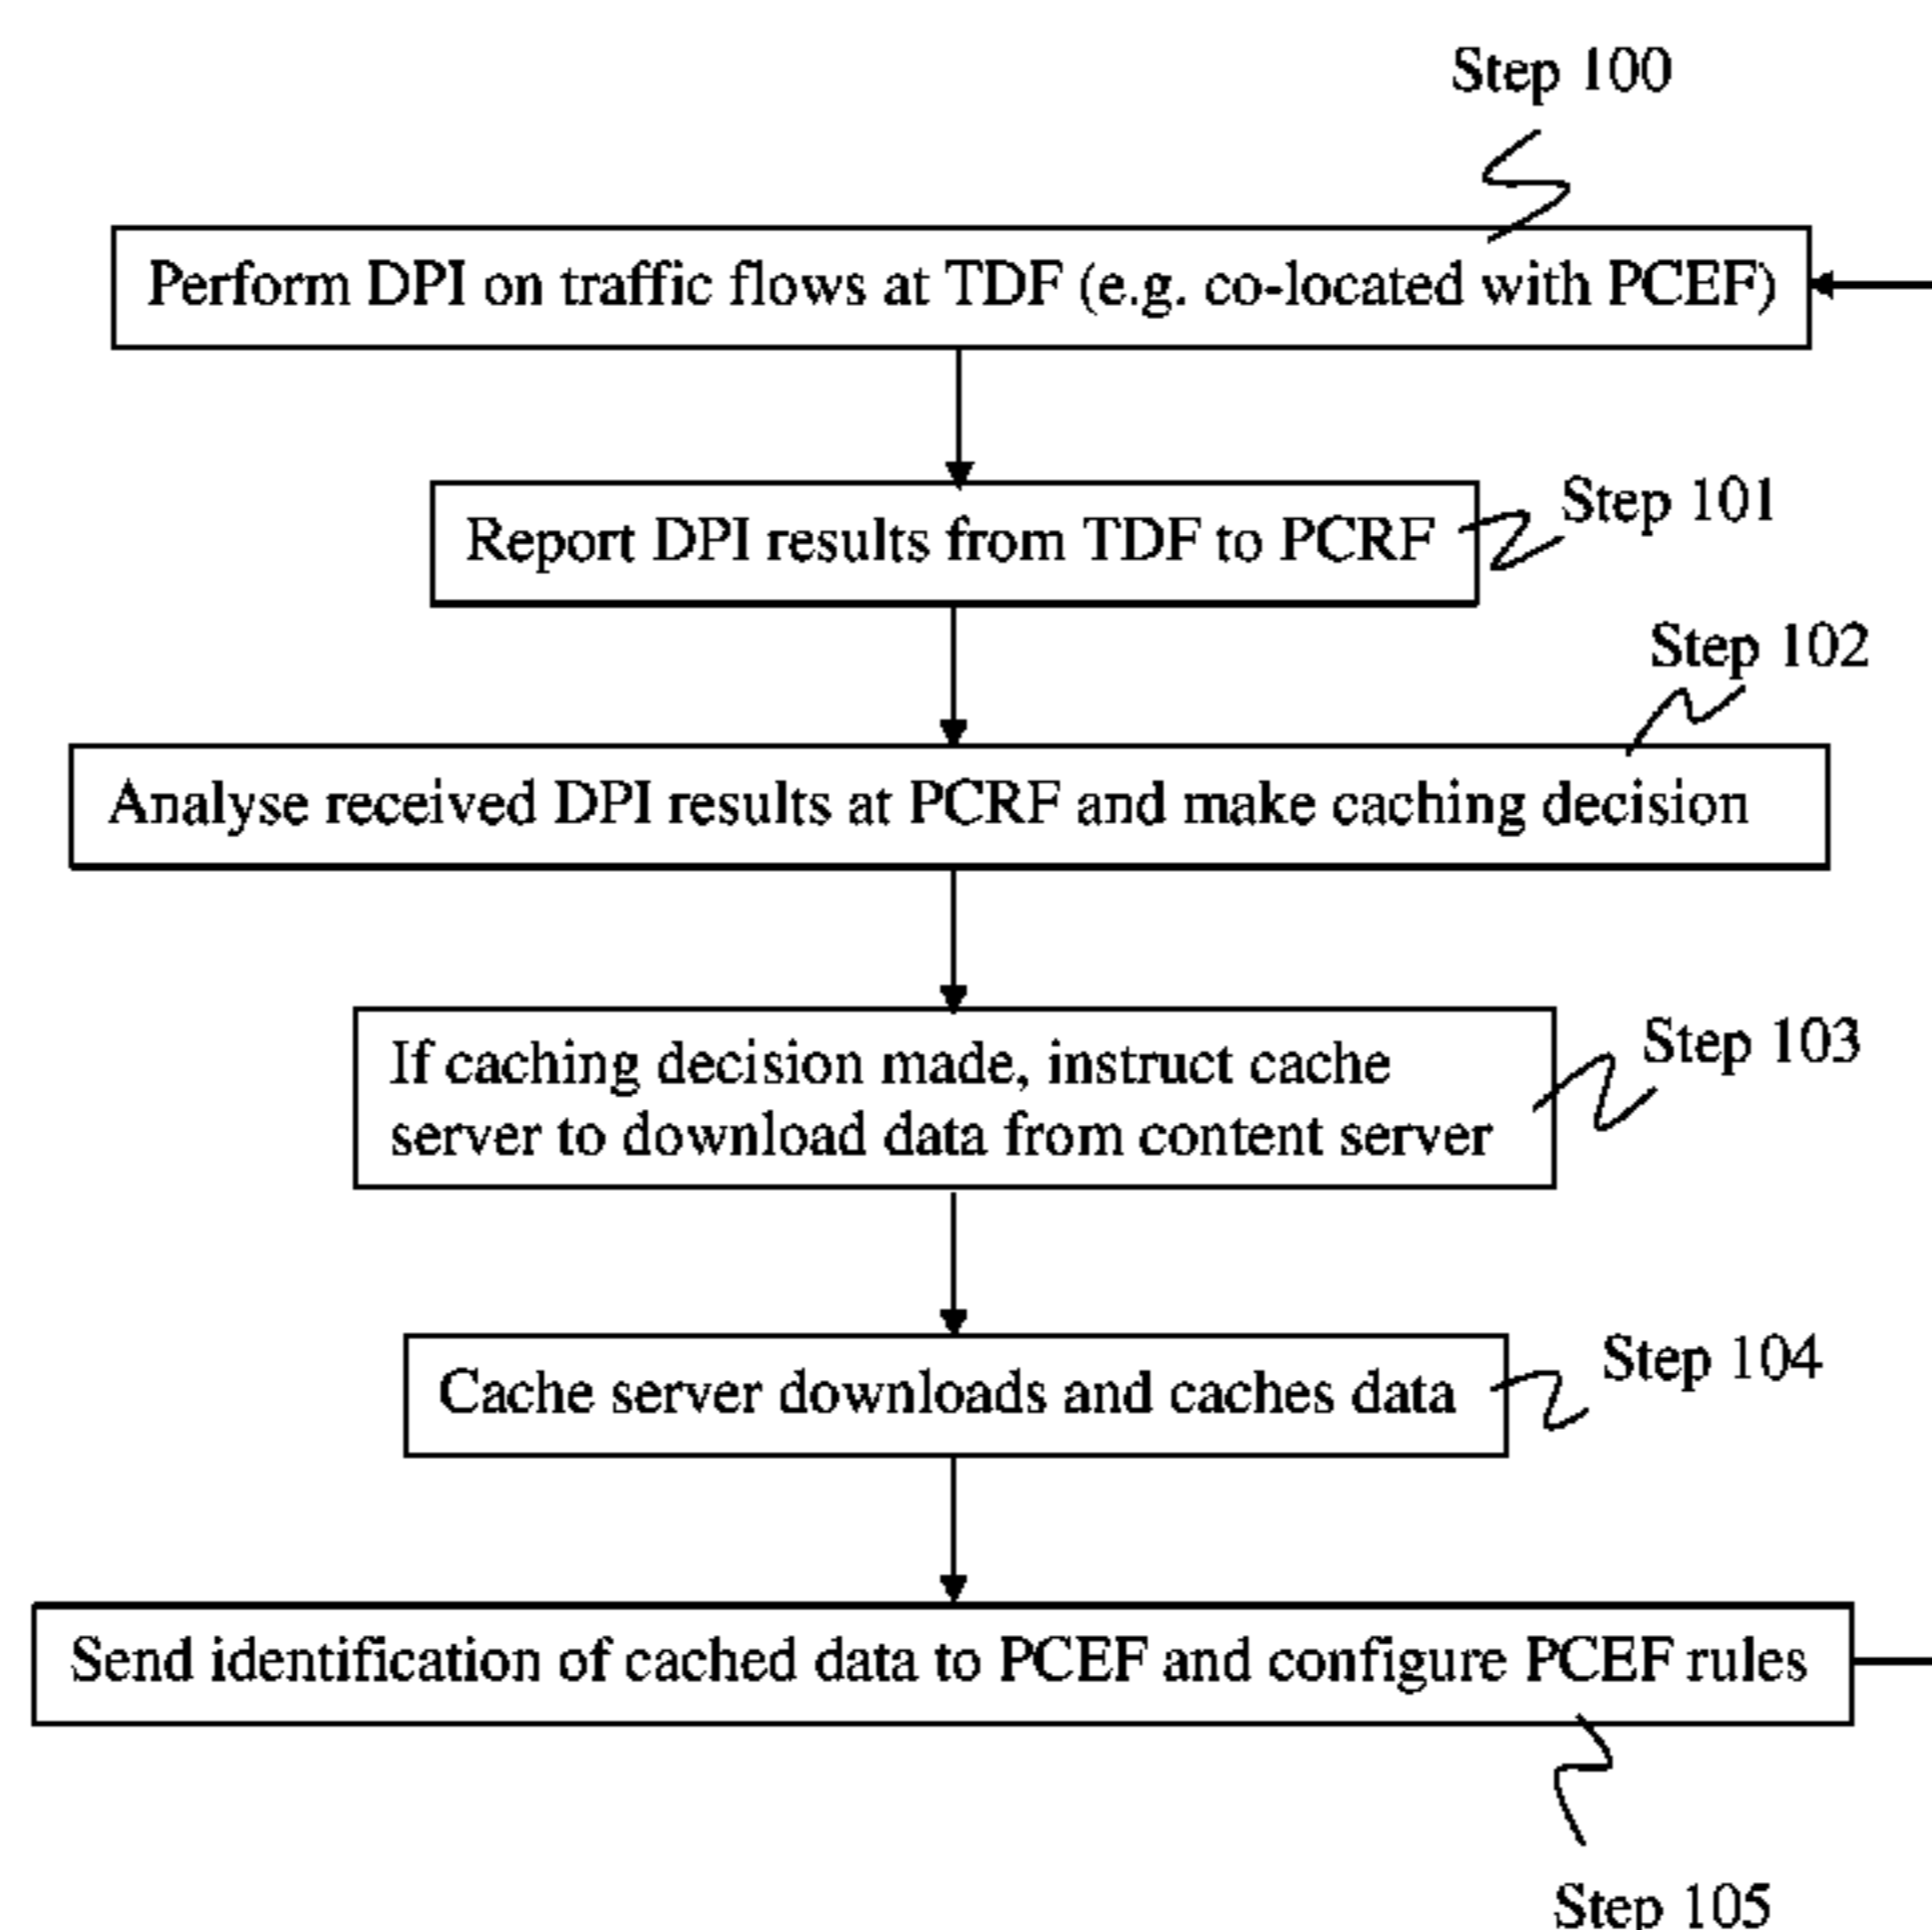 Step 100
Perform DPI on traffic flows at TDF (e.g. co-located with PCEF)
Step 101
Report DPI results from TDF to PCRF
Step 102
Analyse received DPI results at PCRF and make caching decision
Step 103
If caching decision made, instruct cache
server to download data from content server
Step 104
Cache server downloads and caches data
Send identification of cached data to PCEF and configure PCEF rules
Step 105